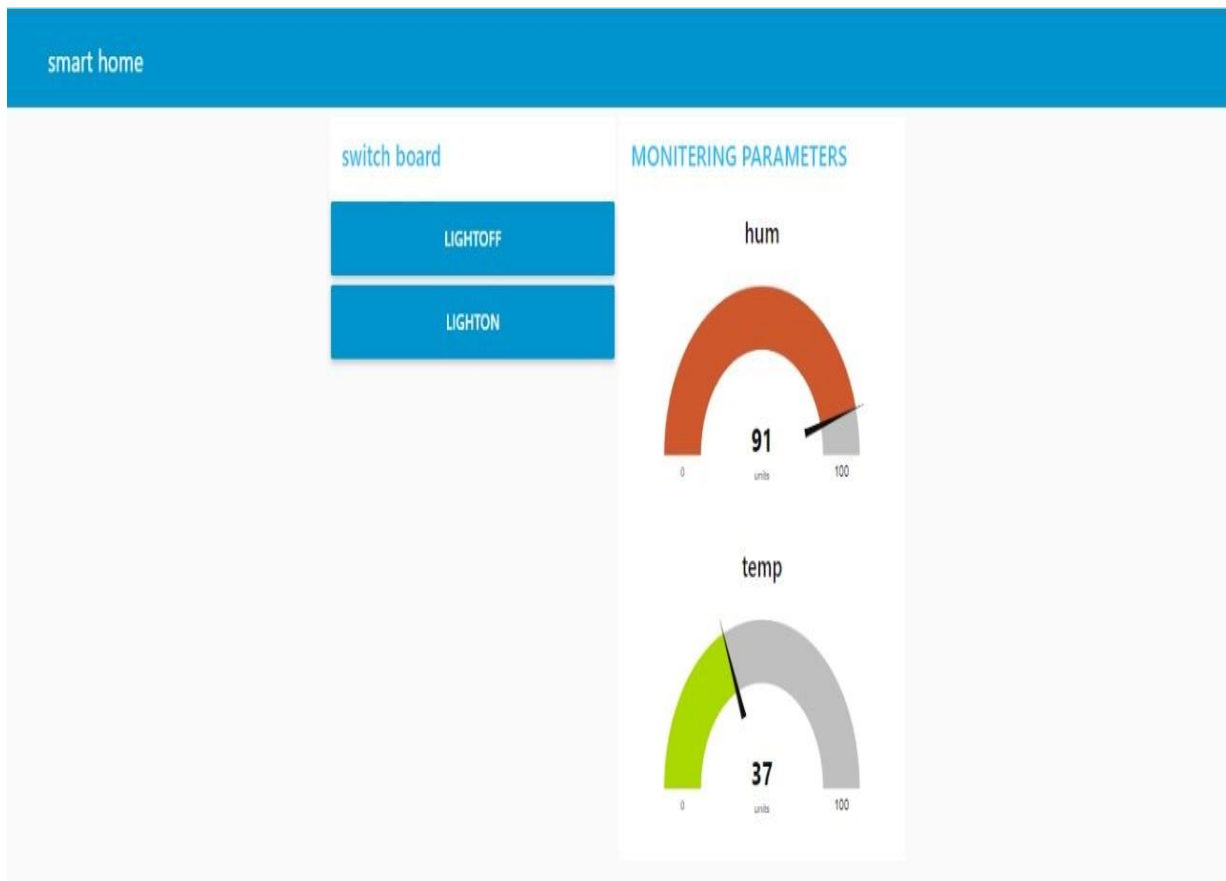 smart home
switch board
LIGHTOFF
LIGHTON
MONITERING PARAMETERS
hum
91
units
0
100
temp
37
units
0
100